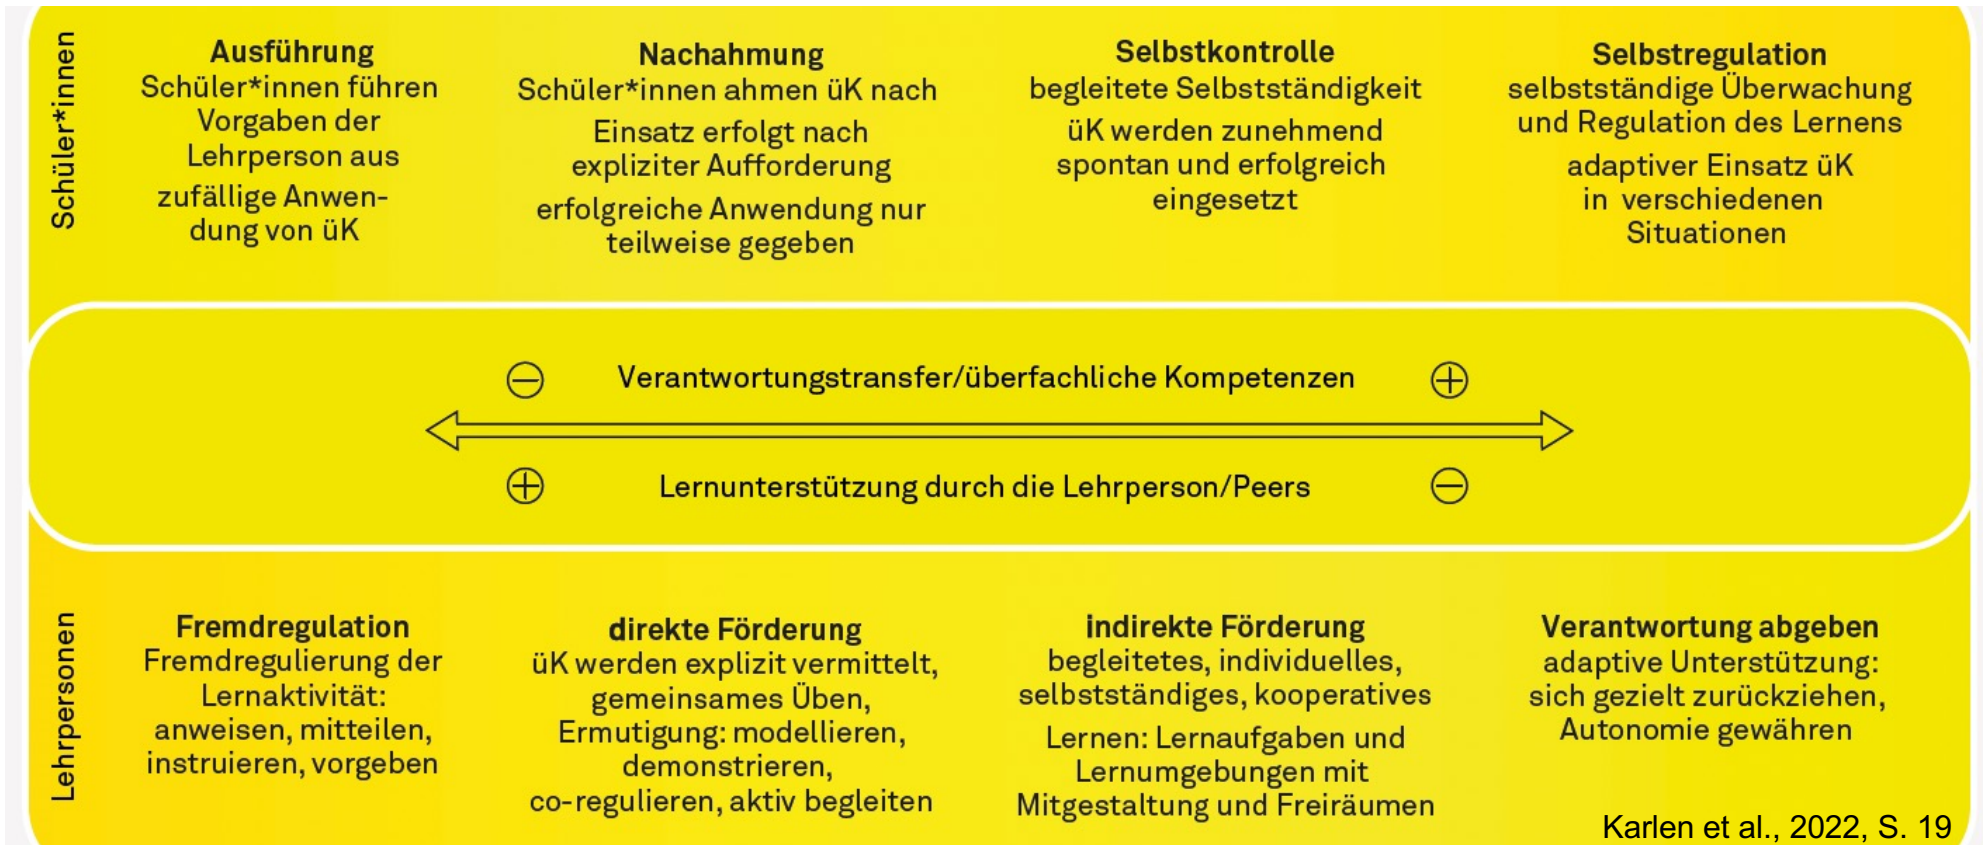 Schüler*innen
Ausführung
Schüler*innen führen
Vorgaben der
Lehrperson aus
zufällige Anwen-
dung von üK
Nachahmung
Schüler*innen ahmen üK nach
Einsatz erfolgt nach
expliziter Aufforderung
erfolgreiche Anwendung nur
teilweise gegeben
Selbstkontrolle
begleitete Selbstständigkeit
üK werden zunehmend
spontan und erfolgreich
eingesetzt
Selbstregulation
selbstständige Überwachung
und Regulation des Lernens
adaptiver Einsatz üK
in verschiedenen
Situationen
⊖ Verantwortungstransfer/überfachliche Kompetenzen ⊕
⊕ Lernunterstützung durch die Lehrperson/Peers ⊖
Lehrpersonen
Fremdregulation
Fremdregulierung der
Lernaktivität:
anweisen, mitteilen,
instruieren, vorgeben
direkte Förderung
üK werden explizit vermittelt,
gemeinsames Üben,
Ermutigung: modellieren,
demonstrieren,
co-regulieren, aktiv begleiten
indirekte Förderung
begleitetes, individuelles,
selbstständiges, kooperatives
Lernen: Lernaufgaben und
Lernumgebungen mit
Mitgestaltung und Freiräumen
Verantwortung abgeben
adaptive Unterstützung:
sich gezielt zurückziehen,
Autonomie gewähren
Karlen et al., 2022, S. 19